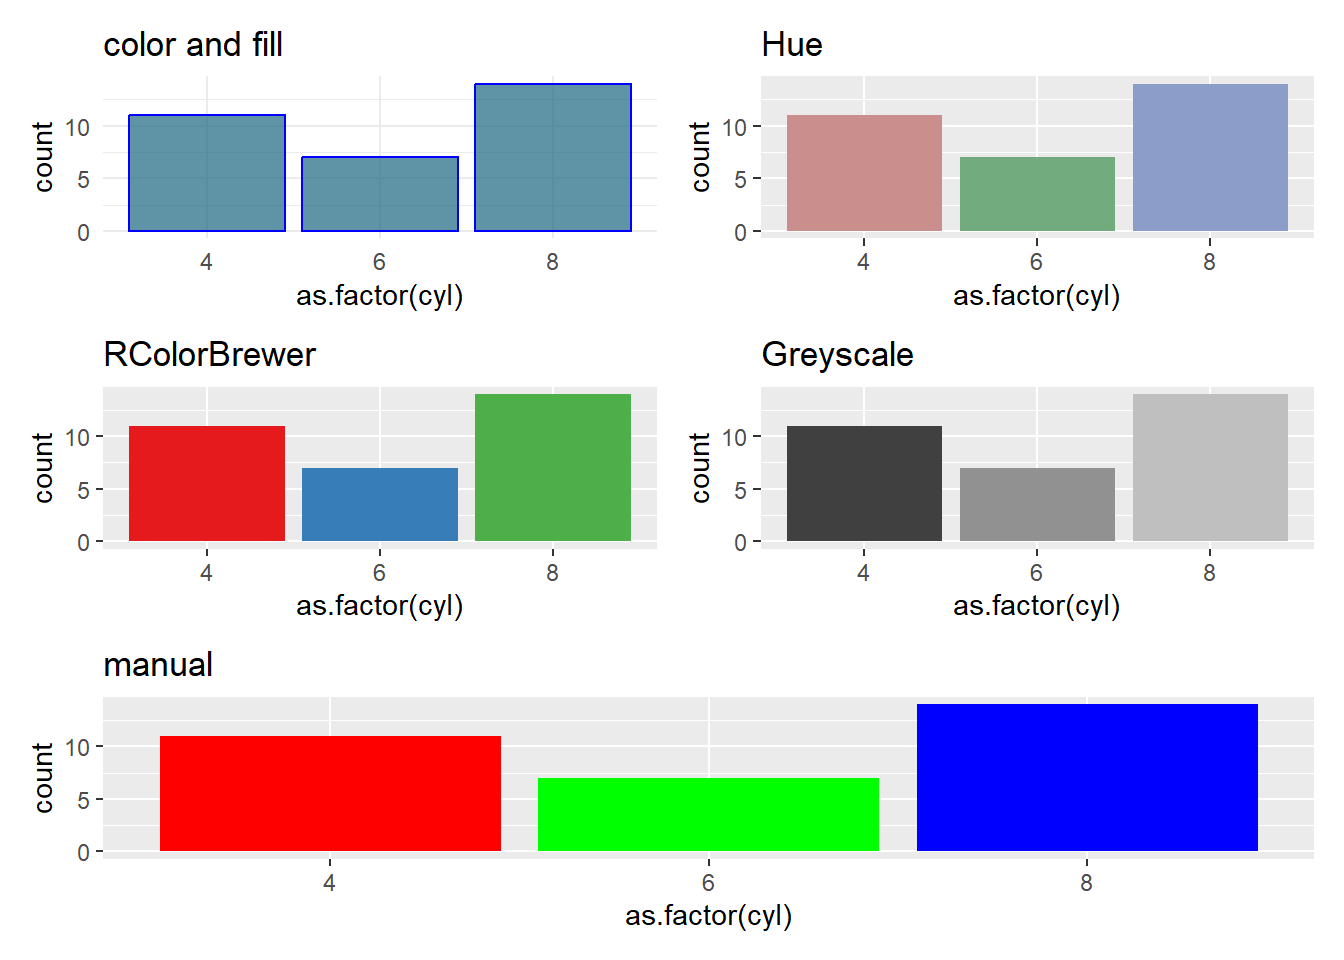 color and fill
count
10
5
0
4 6 8
as.factor(cyl)
Hue
count
10
5
0
4 6 8
as.factor(cyl)
RColorBrewer
count
10
5
0
4 6 8
as.factor(cyl)
Greyscale
count
10
5
0
4 6 8
as.factor(cyl)
manual
count
10
5
0
4 6 8
as.factor(cyl)